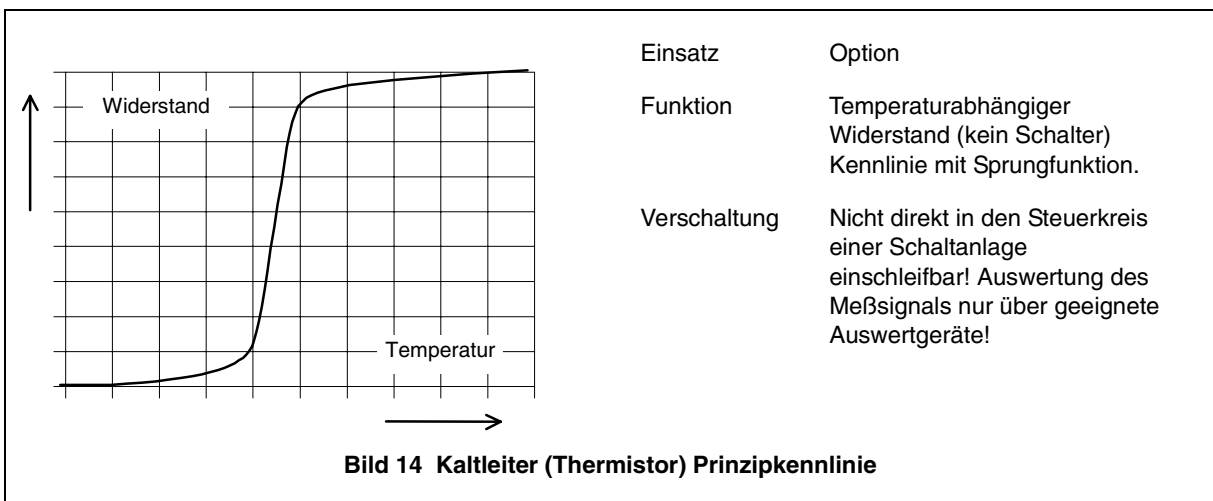 Widerstand
Temperatur
Einsatz Option
Funktion Temperaturabhängiger
Widerstand (kein Schalter)
Kennlinie mit Sprungfunktion.
Verschaltung Nicht direkt in den Steuerkreis
einer Schaltanlage
einschleifbar! Auswertung des
Meßsignals nur über geeignete
Auswertgeräte!
Bild 14 Kaltleiter (Thermistor) Prinzipkennlinie